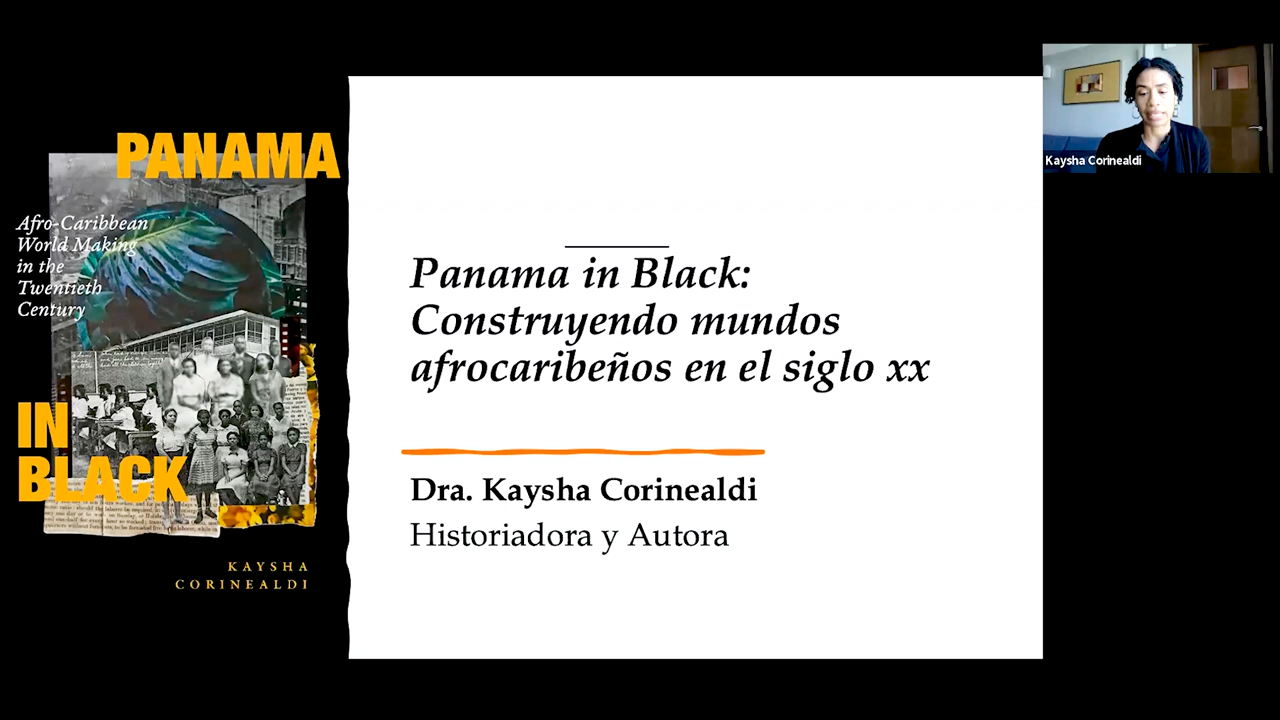 PANAMA
Afro-Caribbean
World Making
in the
Twentieth
Century
IN
BLACK
KAYSHA
CORINEALDI
Panama in Black:
Construyendo mundos
afrocaribeños en el siglo xx
Dra. Kaysha Corinealdi
Historiadora y Autora
Kaysha Corinealdi